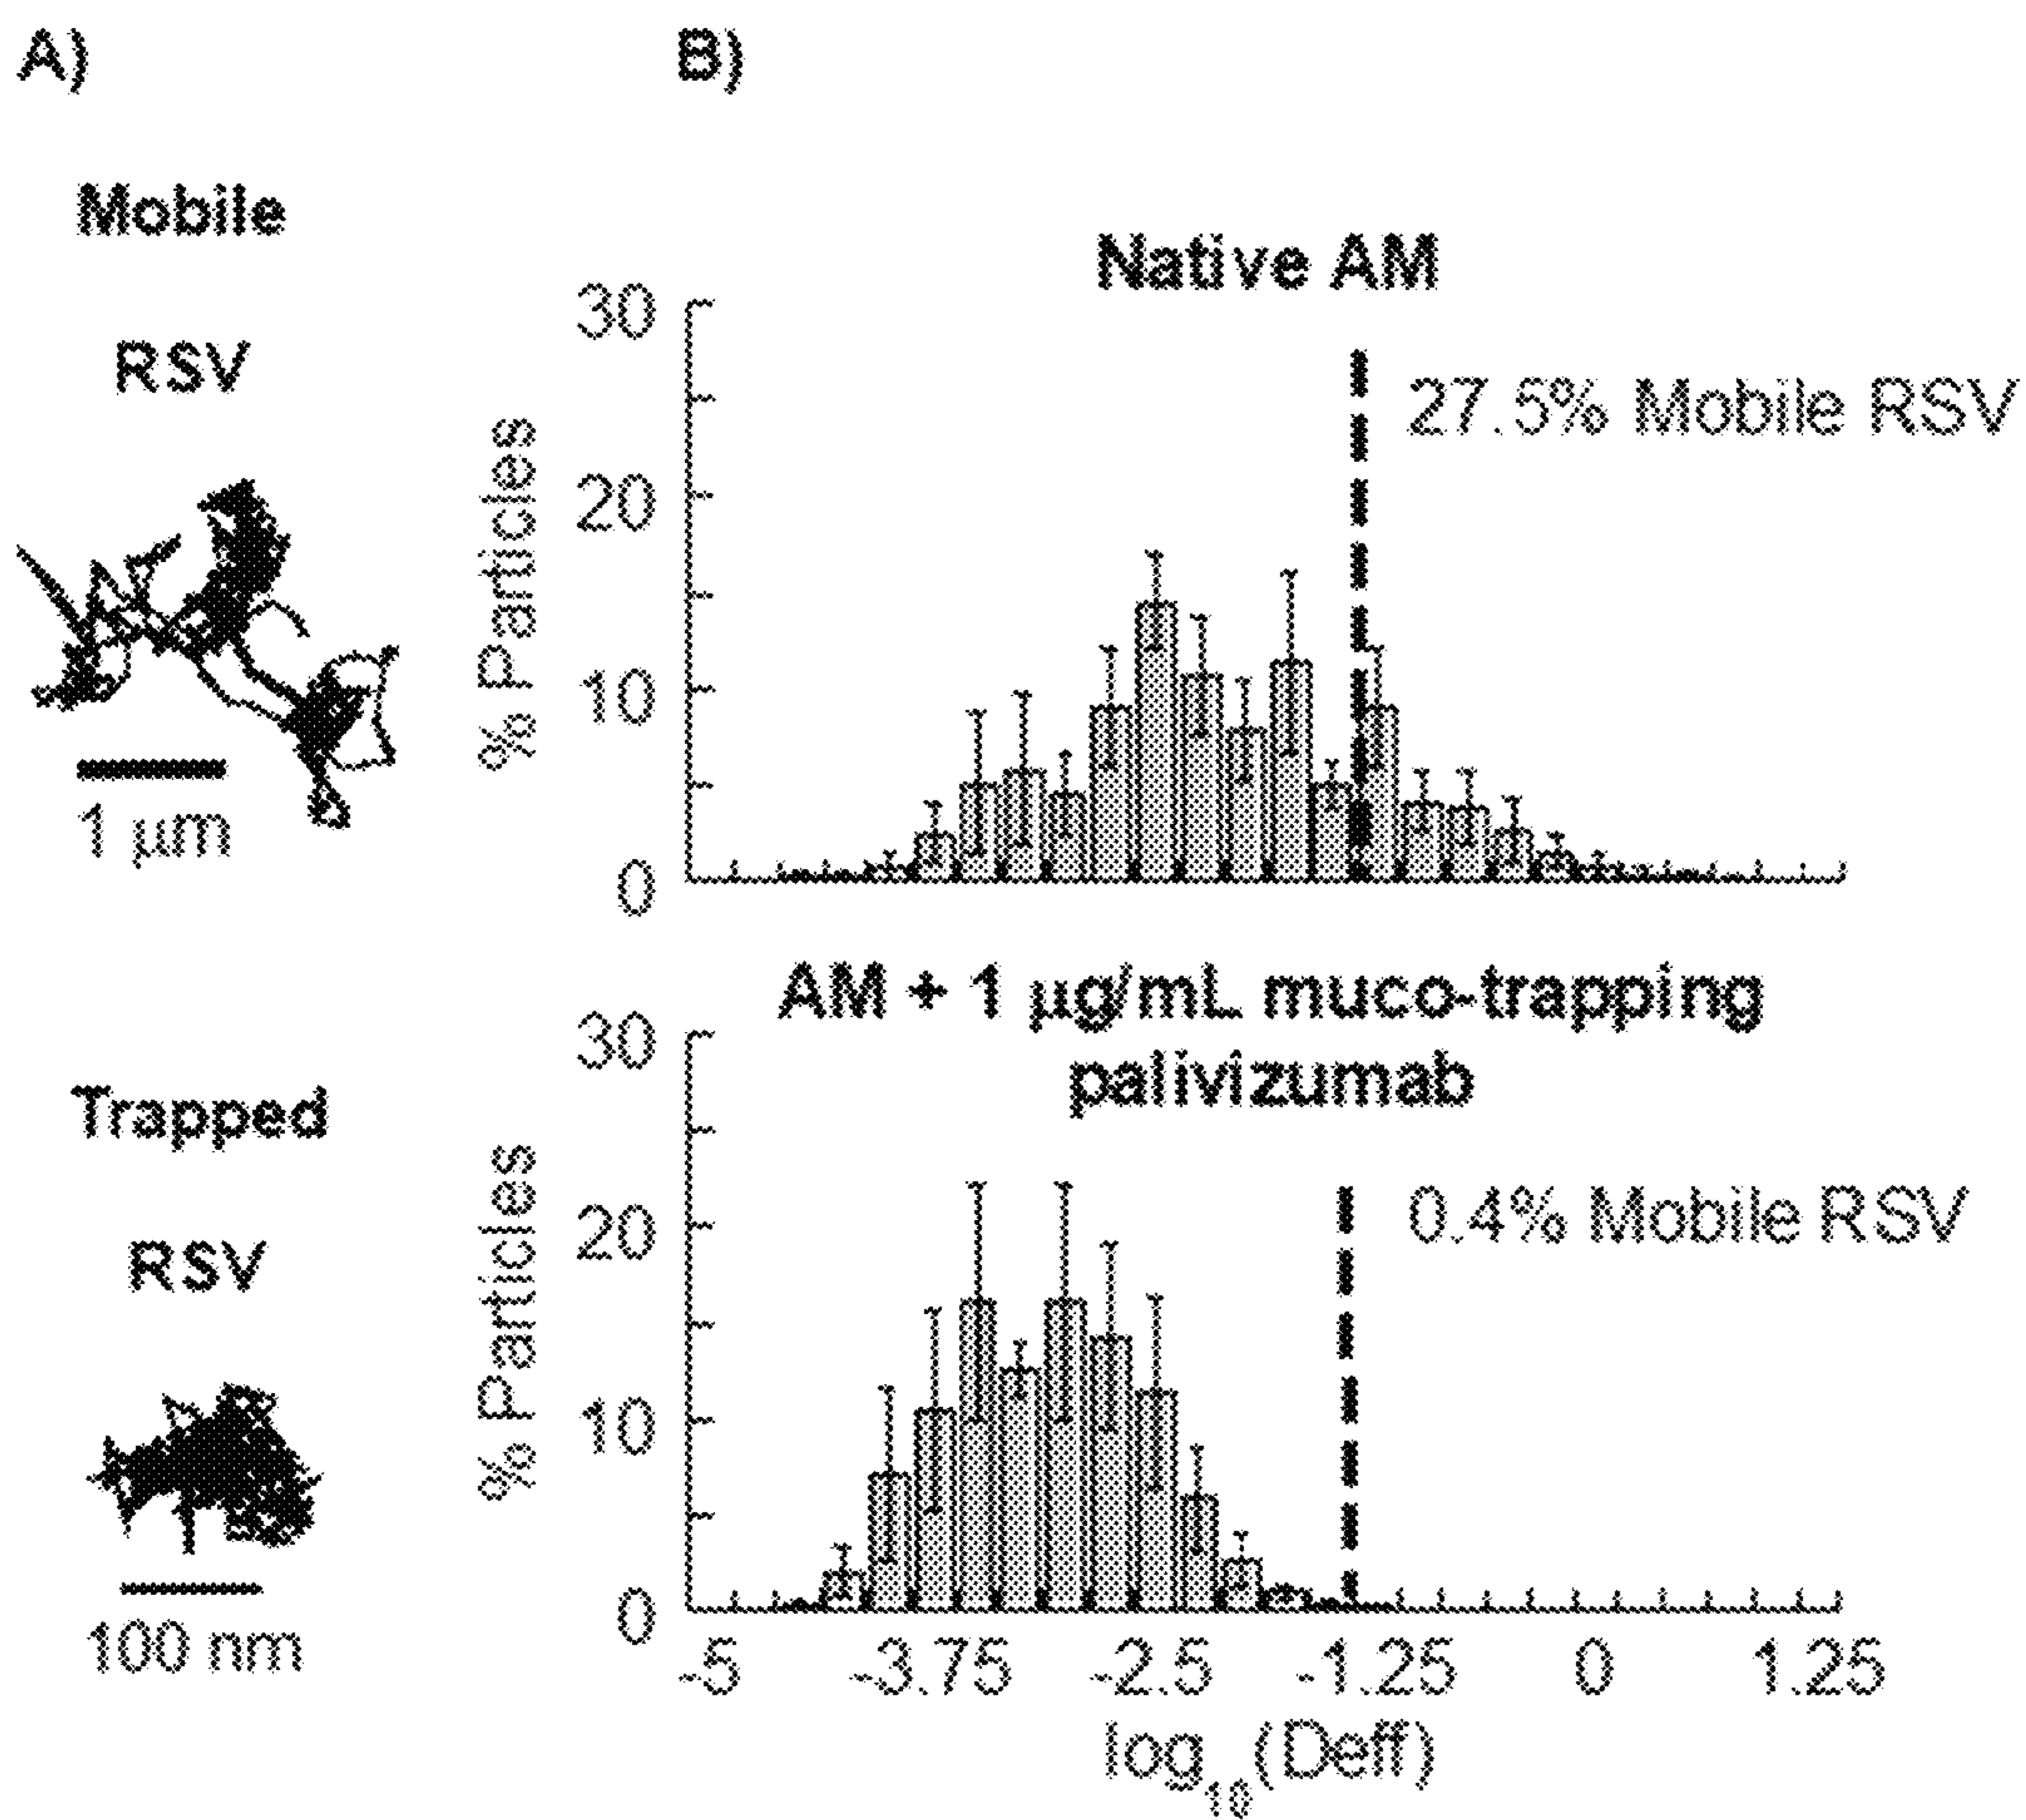 A)
Mobile
RSV
1 µm
Trapped
RSV
100 nm
B)
Native AM
30
20
10
0
% Particles
27.5% Mobile RSV
AM + 1 µg/mL muco-trapping
palivizumab
30
20
10
0
% Particles
0.4% Mobile RSV
-5 -3.75 -2.5 -1.25 0 1.25
log10(Deff)